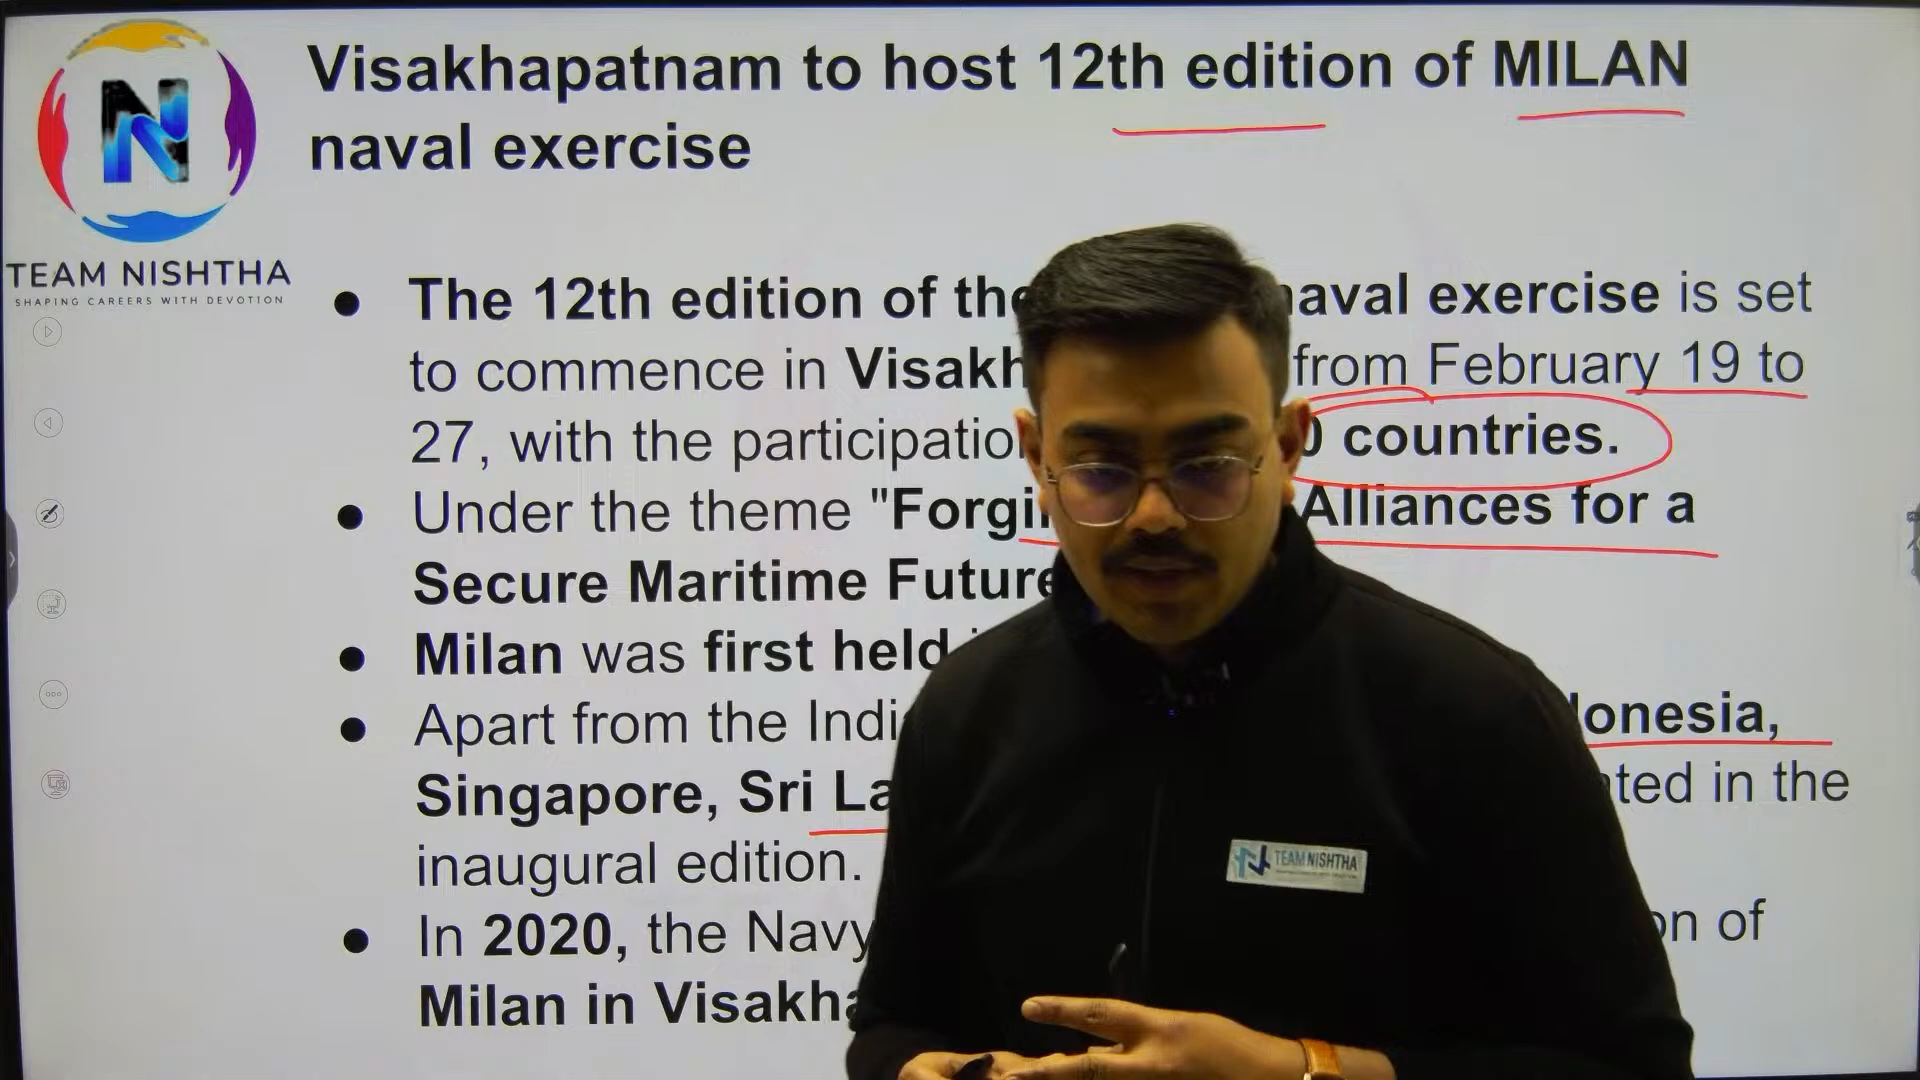 Visakhapatnam to host 12th edition of MILAN
naval exercise
TEAM NISHTHA
SHAPING CAREERS WITH DEVOTION
● The 12th edition of the naval exercise is set
to commence in Visakh from February 19 to
27, with the participatio 0 countries.
● Under the theme "Forgi Alliances for a
Secure Maritime Future
● Milan was first held
● Apart from the Indi onesia,
Singapore, Sri La ted in the
inaugural edition.
● In 2020, the Navy on of
Milan in Visakha
TEAM NISHTHA